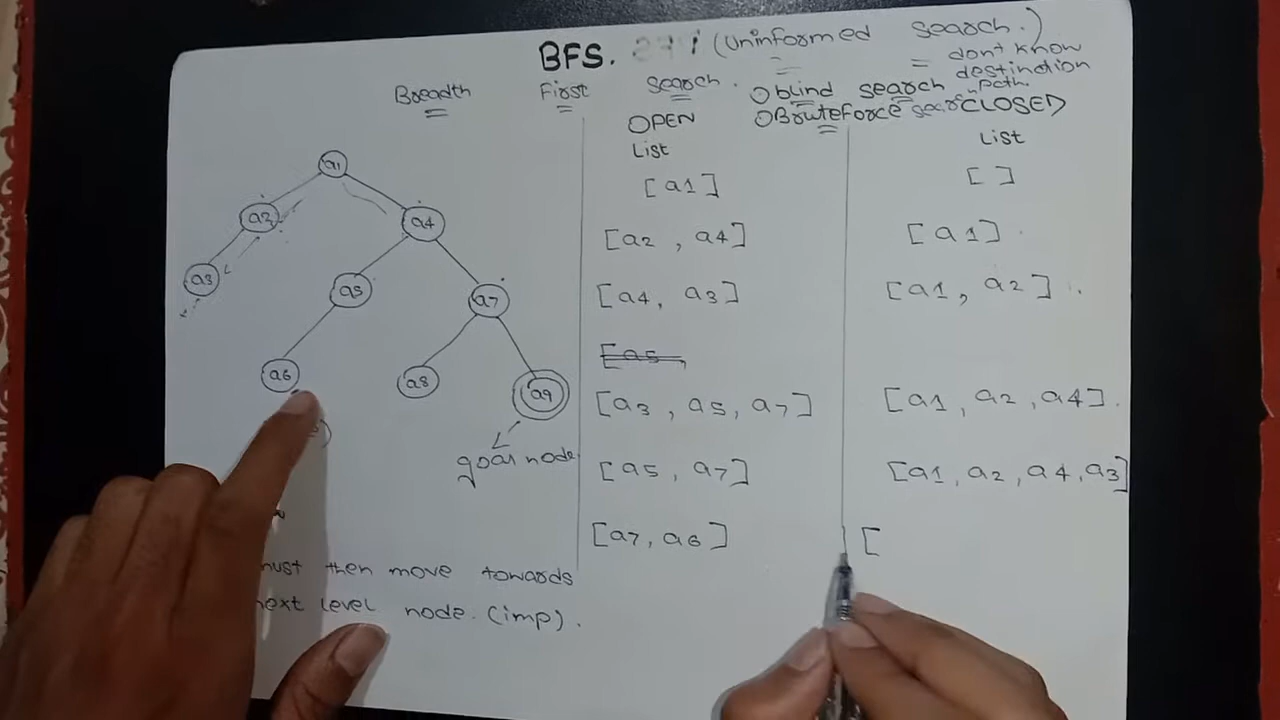 BFS. (Uninformed search.)
= don't know
destination
path.
Breadth First Search.
O blind search
O Bruteforce search
OPEN
List
CLOSED
List
a1
a2
a4
a3
a5
a7
a6
a8
a9
goal node
[a1]
[ ]
[a2, a4]
[a1]
[a4, a3]
[a1, a2].
[a5,
[a3, a5, a7]
[a1, a2, a4].
[a5, a7]
[a1, a2, a4, a3]
[a7, a6]
[
then move towards
level node. (imp).